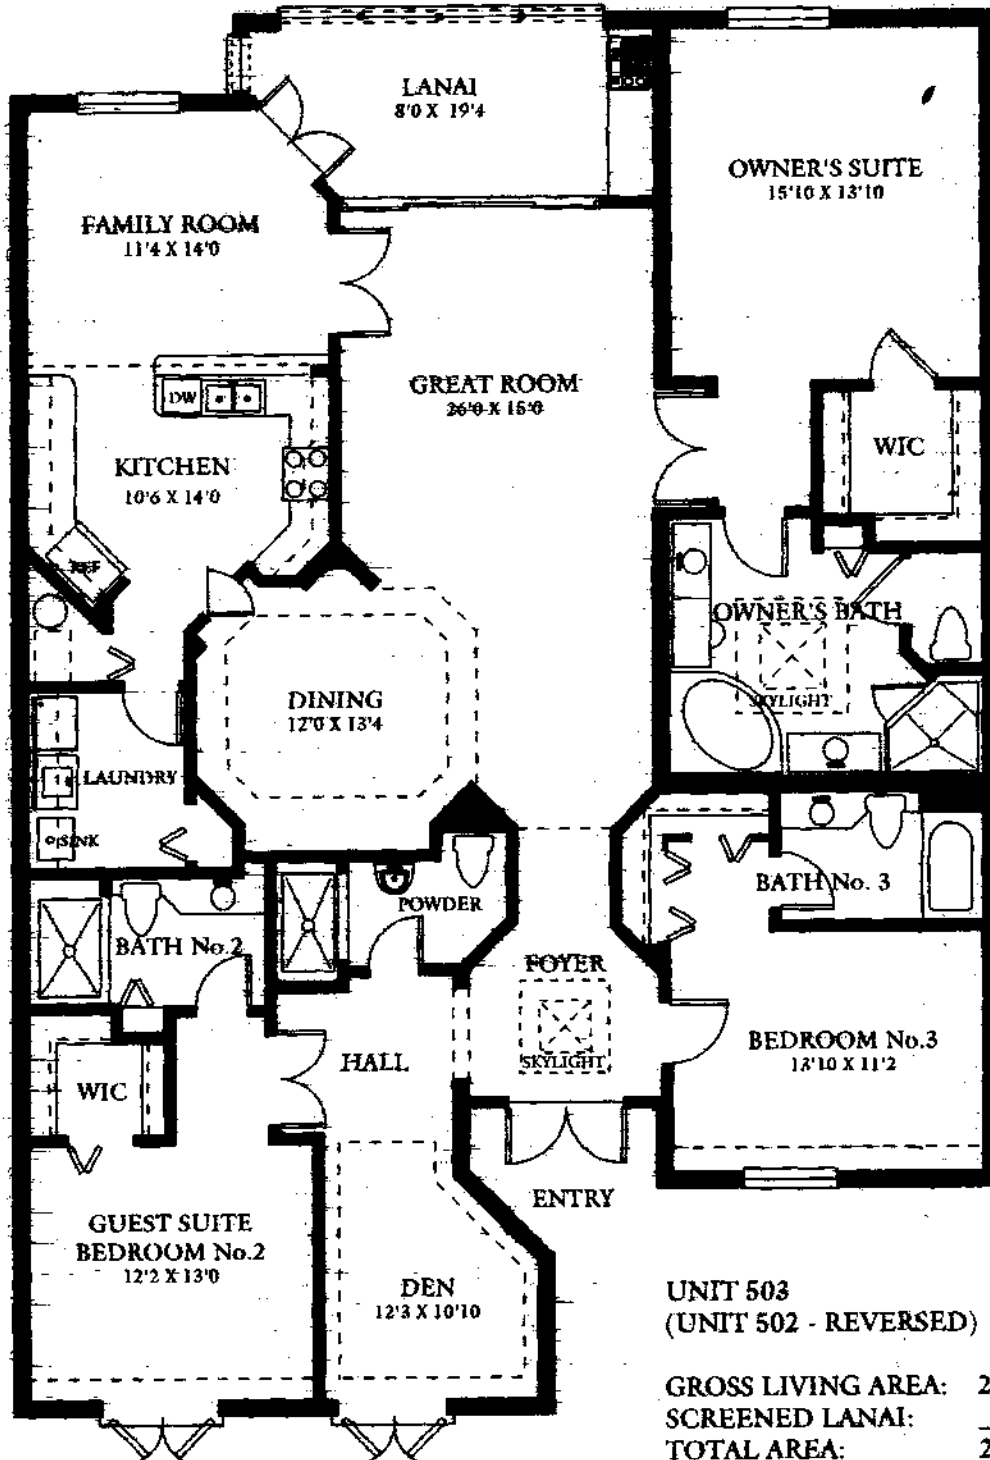 LANAI
8'0 X 19'4
OWNER'S SUITE
15'10 X 13'10
FAMILY ROOM
11'4 X 14'0
GREAT ROOM
26'0 X 15'0
DW
WIC
KITCHEN
10'6 X 14'0
REF
OWNER'S BATH
SKYLIGHT
DINING
12'0 X 13'4
LAUNDRY
SINK
POWDER
BATH No. 3
BATH No.2
FOYER
SKYLIGHT
BEDROOM No.3
13'10 X 11'2
HALL
WIC
ENTRY
GUEST SUITE
BEDROOM No.2
12'2 X 13'0
DEN
12'3 X 10'10
UNIT 503
(UNIT 502 - REVERSED)
GROSS LIVING AREA: 2
SCREENED LANAI:
TOTAL AREA: 2